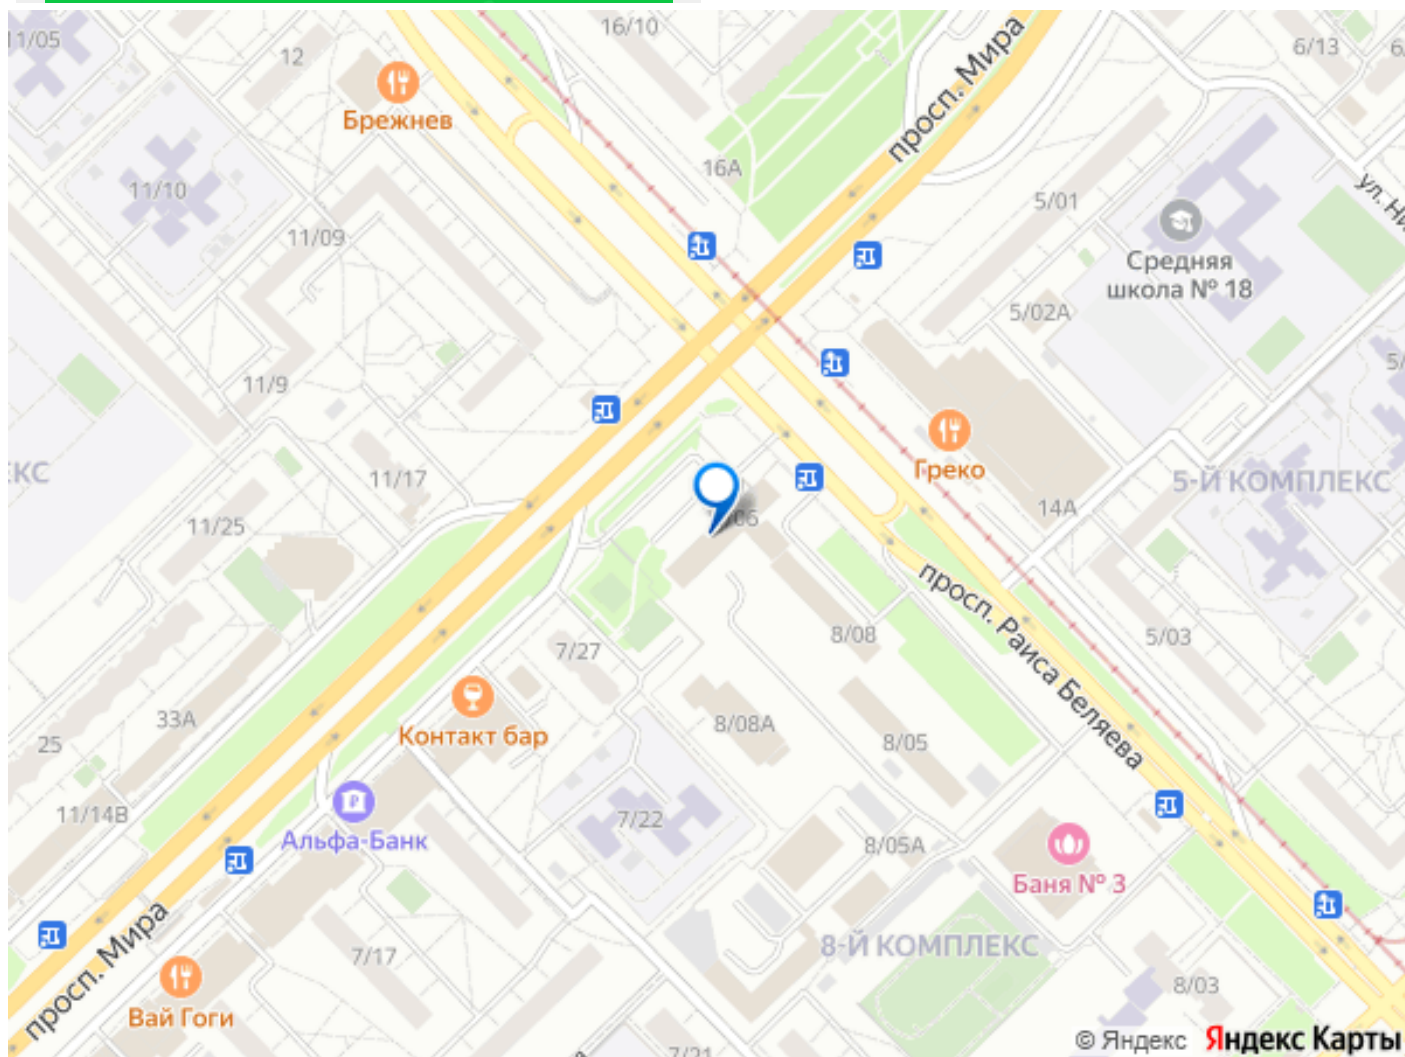 11/05
12
16/10
6/13
просп. Мира
Брежнев
16А
11/10
5/01
11/09
Средняя
школа № 18
5/02А
11/9
11/17
Греко
5-Й КОМПЛЕКС
14А
11/25
просп. Раиса Беляева
8/08
5/03
7/27
33А
25
Контакт бар
8/08А
8/05
11/14В
Альфа-Банк
7/22
8/05А
Баня № 3
просп. Мира
7/17
8-Й КОМПЛЕКС
8/03
Вай Гоги
© Яндекс Яндекс Карты